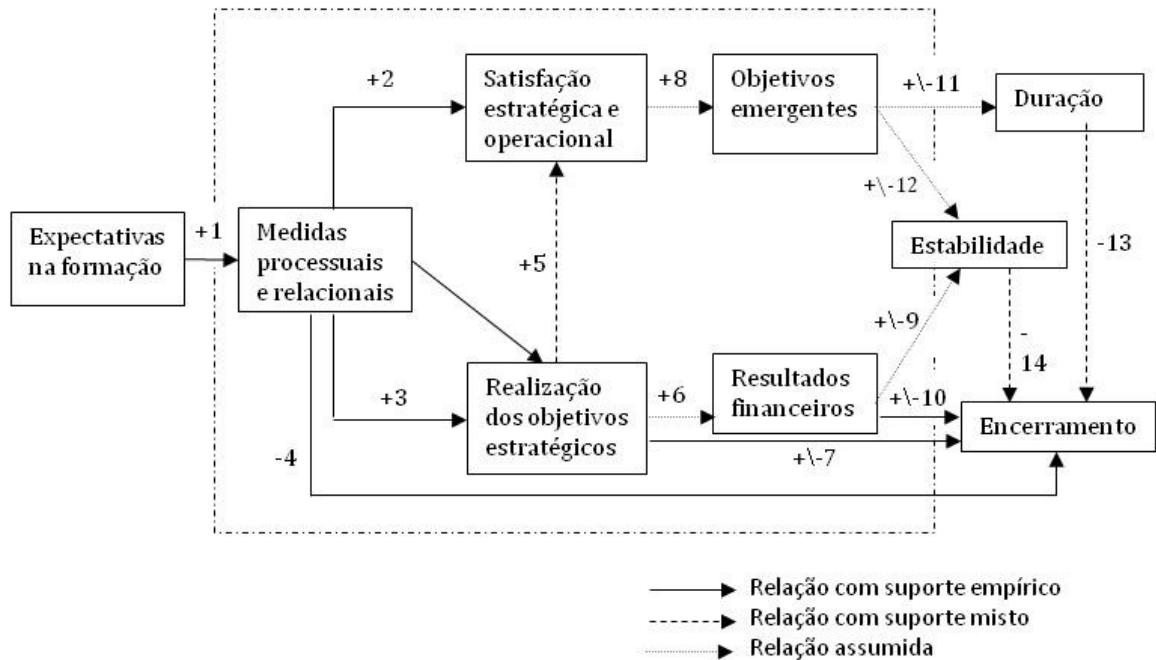 +2
Satisfação
estratégica e
operacional
+8
Objetivos
emergentes
+\-11
Duração
+\-12
Expectativas
na formação
+1
Medidas
processuais
e relacionais
+5
Estabilidade
-13
+\-9
-
14
+3
Realização
dos objetivos
estratégicos
+6
Resultados
financeiros
+\-10
Encerramento
-4
+\-7
Relação com suporte empírico
Relação com suporte misto
Relação assumida